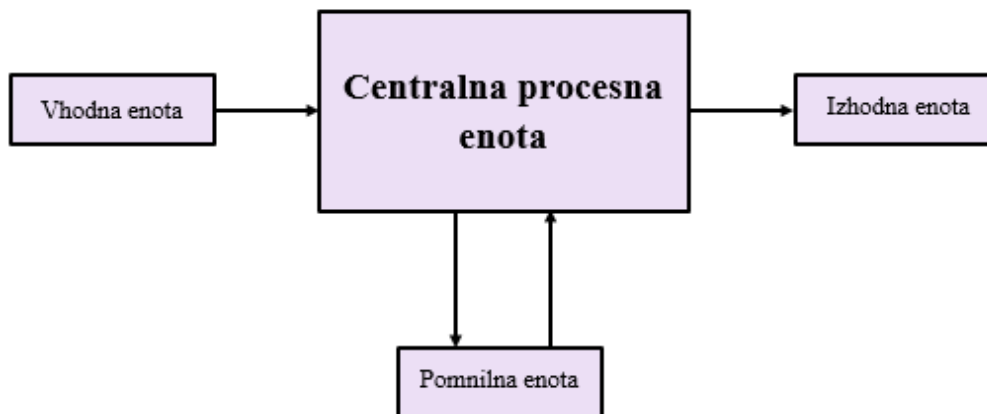 Centralna procesna
enota
Vhodna enota
Izhodna enota
Pomnilna enota